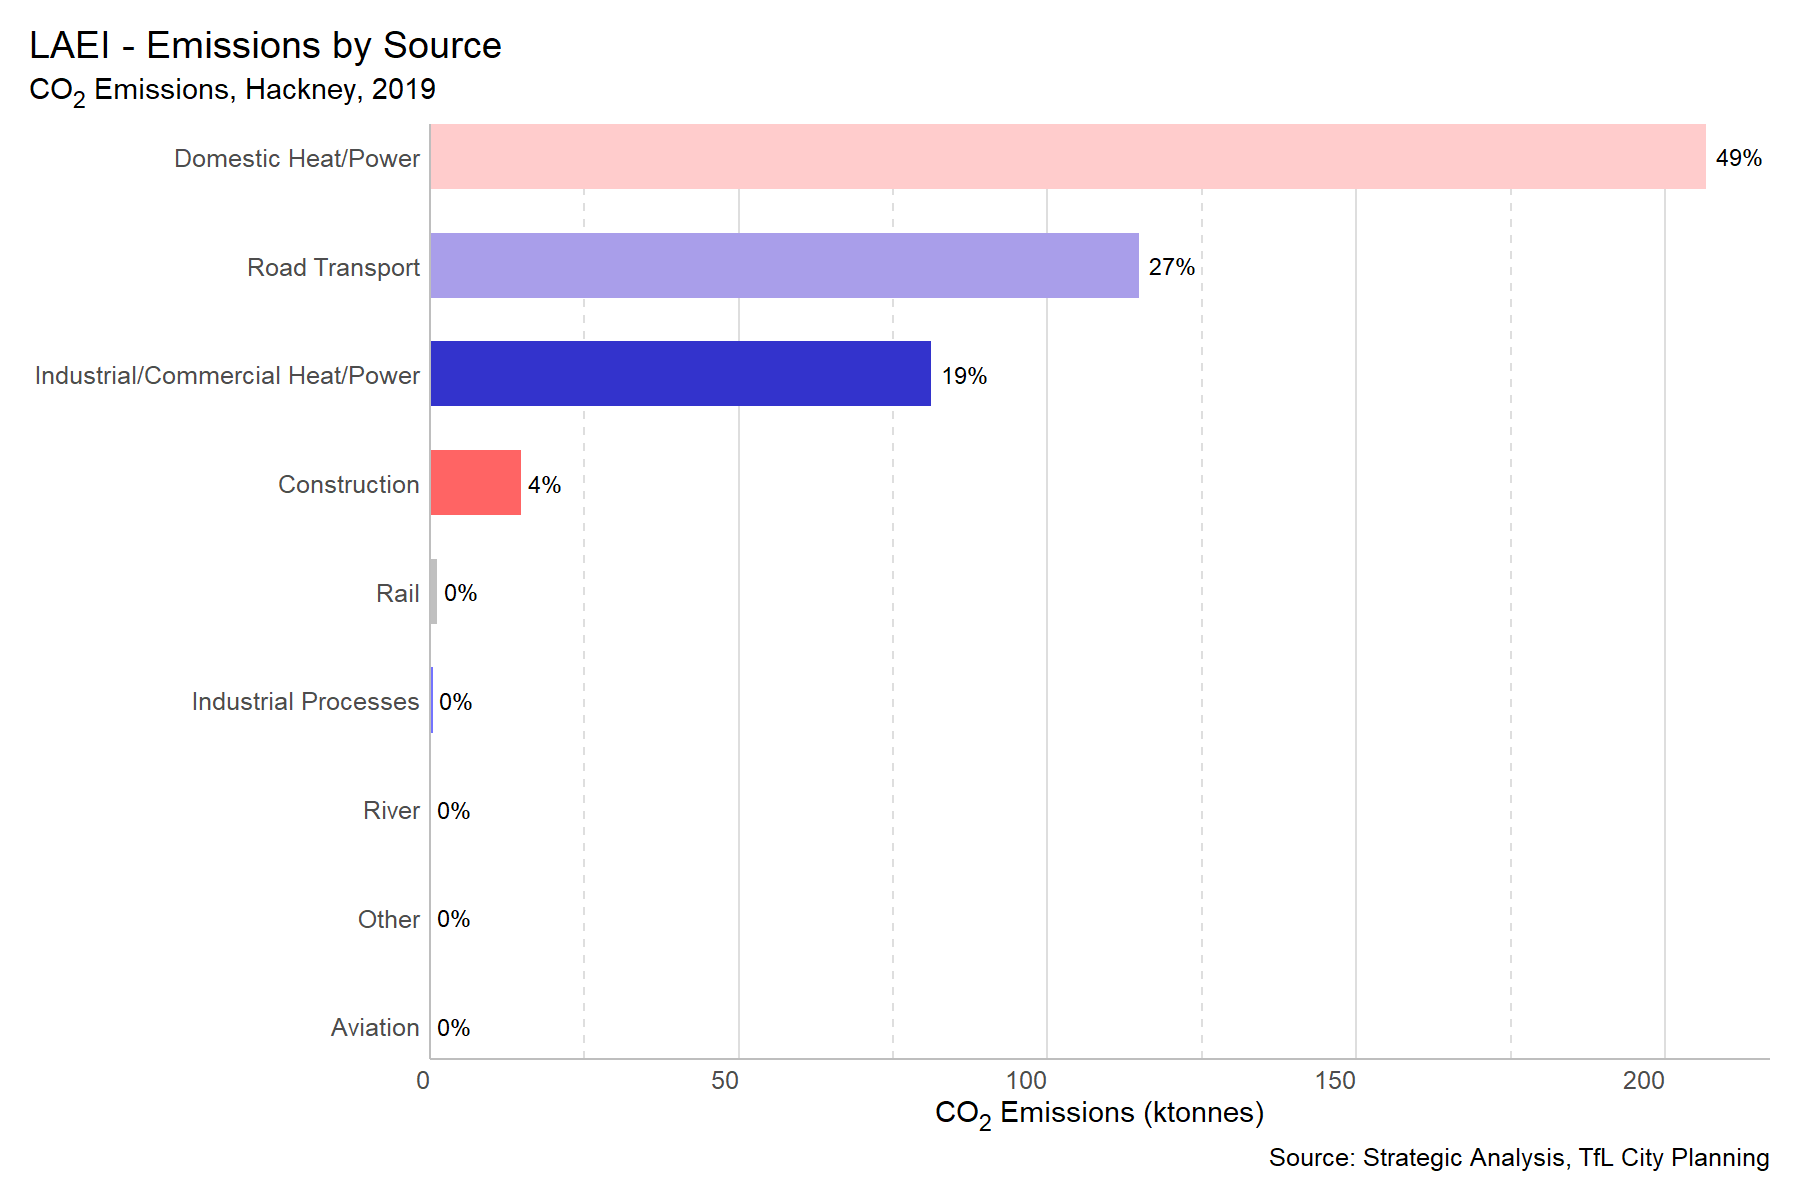 LAEI - Emissions by Source
CO₂ Emissions, Hackney, 2019
Domestic Heat/Power 49%
Road Transport 27%
Industrial/Commercial Heat/Power 19%
Construction 4%
Rail 0%
Industrial Processes 0%
River 0%
Other 0%
Aviation 0%
0 50 100 150 200
CO₂ Emissions (ktonnes)
Source: Strategic Analysis, TfL City Planning